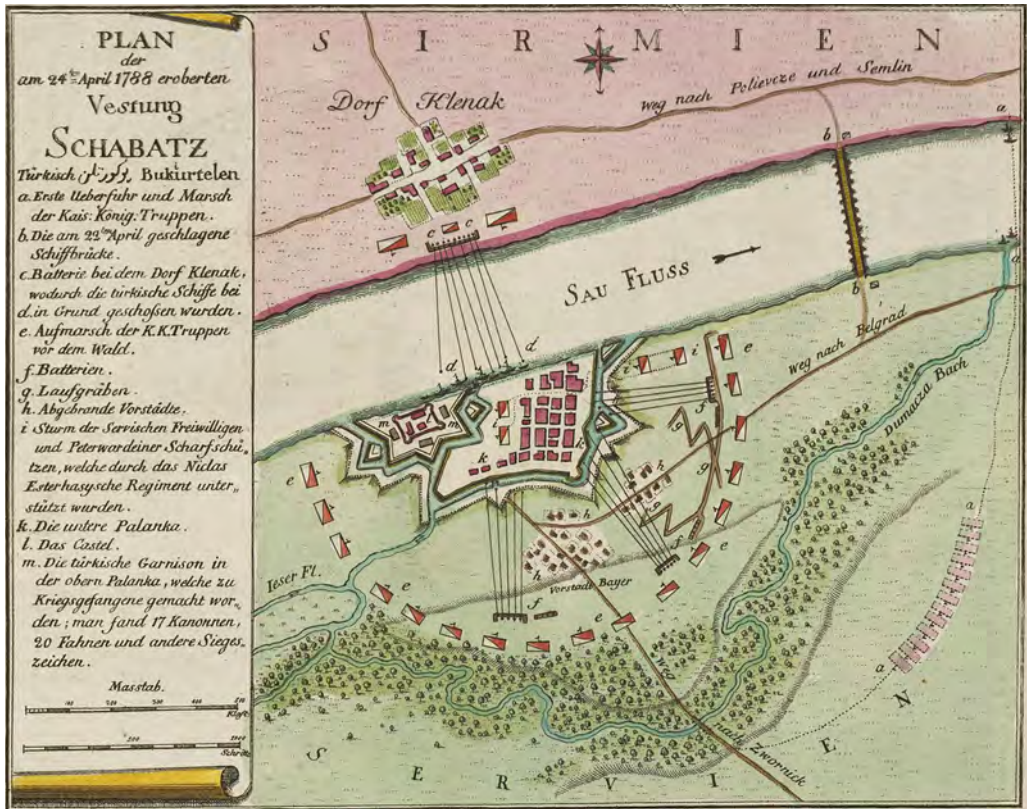 PLAN
der
am 24ten April 1788 eroberten
Vestung
SCHABATZ
Türkisch Bukürtelen
a. Erste Ueberfuhr und Marsch
der Kais: König: Truppen.
b. Die am 22ten April geschlagene
Schiffbrücke.
c. Batterie bei dem Dorf Klenak,
wodurch die türkische Schiffe bei
d. in Grund geschoßen wurden.
e. Aufmarsch der K.K. Truppen
vor dem Wald.
f. Batterien.
g. Laufgräben.
h. Abgebrande Vorstädte.
i Sturm der Servischen Freiwilligen
und Peterwardeiner Scharfschü„
tzen, welche durch das Niclas
Esterhasysche Regiment unter„
stützt wurden.
k. Die untere Palanka.
l. Das Castel.
m. Die türkische Garnison in
der obern Palanka, welche zu
Kriegsgefangene gemacht wor„
den; man fand 17 Kanonnen,
20 Fahnen und andere Sieges„
zeichen.
Masstab.
SIRMIEN
Dorf Klenak
Weg nach Polievcze und Semlin
a
b
b
a
c
c
SAU FLUSS
d
d
Weg nach Belgrad
Dumacza Bach
i
i
e
f
g
g
g
h
h
h
m
m
l
k
k
e
e
e
e
e
f
f
Ieser Fl.
Vorstadt Bayer
Weg nach Zwornick
a
a
SERVIEN